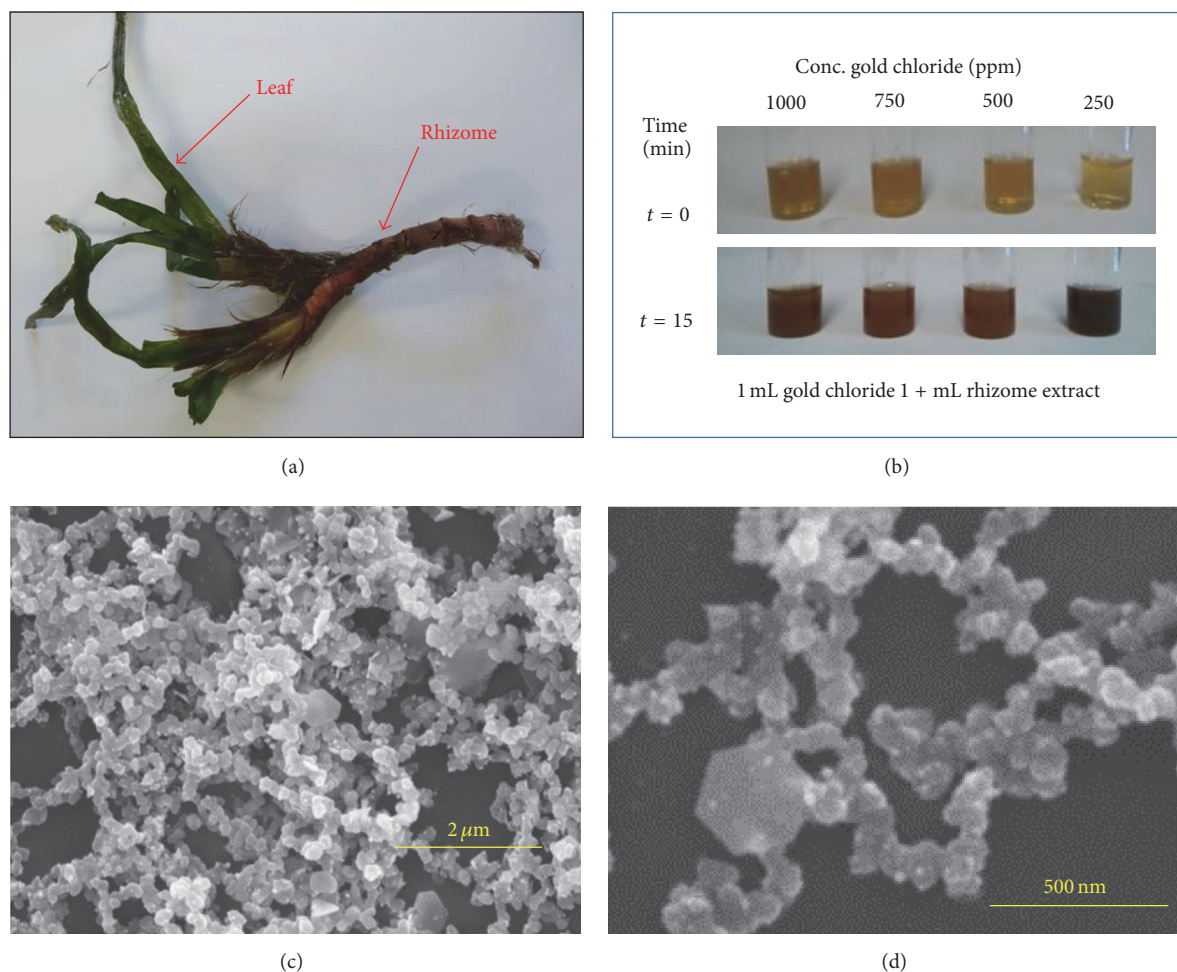 Leaf
Rhizome
(a)
Conc. gold chloride (ppm)
1000 750 500 250
Time
(min)
t = 0
t = 15
1 mL gold chloride 1 + mL rhizome extract
(b)
2 μm
(c)
500 nm
(d)